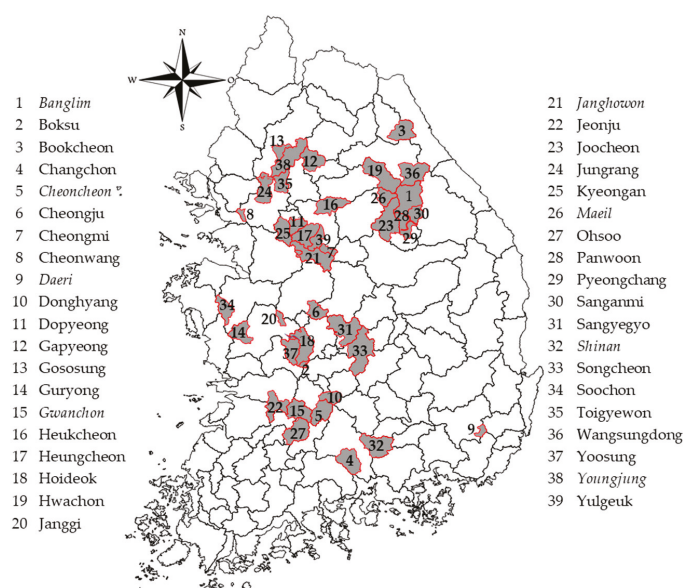 N
W
O
S
1 Banglim
2 Boksu
3 Bookcheon
4 Changchon
5 Cheoncheon
6 Cheongju
7 Cheongmi
8 Cheonwang
9 Daeri
10 Donghyang
11 Dopyeong
12 Gapyeong
13 Gososung
14 Guryong
15 Gwanchon
16 Heukcheon
17 Heungcheon
18 Hoideok
19 Hwachon
20 Janggi
21 Janghowon
22 Jeonju
23 Joocheon
24 Jungrang
25 Kyeongan
26 Maeil
27 Ohsoo
28 Panwoon
29 Pyeongchang
30 Sanganmi
31 Sangyegyo
32 Shinan
33 Songcheon
34 Soochon
35 Toigyewon
36 Wangsungdong
37 Yoosung
38 Youngjung
39 Yulgeuk
3
13
38
12
19
36
24
35
26
1
8
16
28
30
11
23
29
25
17
39
7
21
34
6
20
14
31
18
37
33
2
10
22
15
5
27
9
32
4